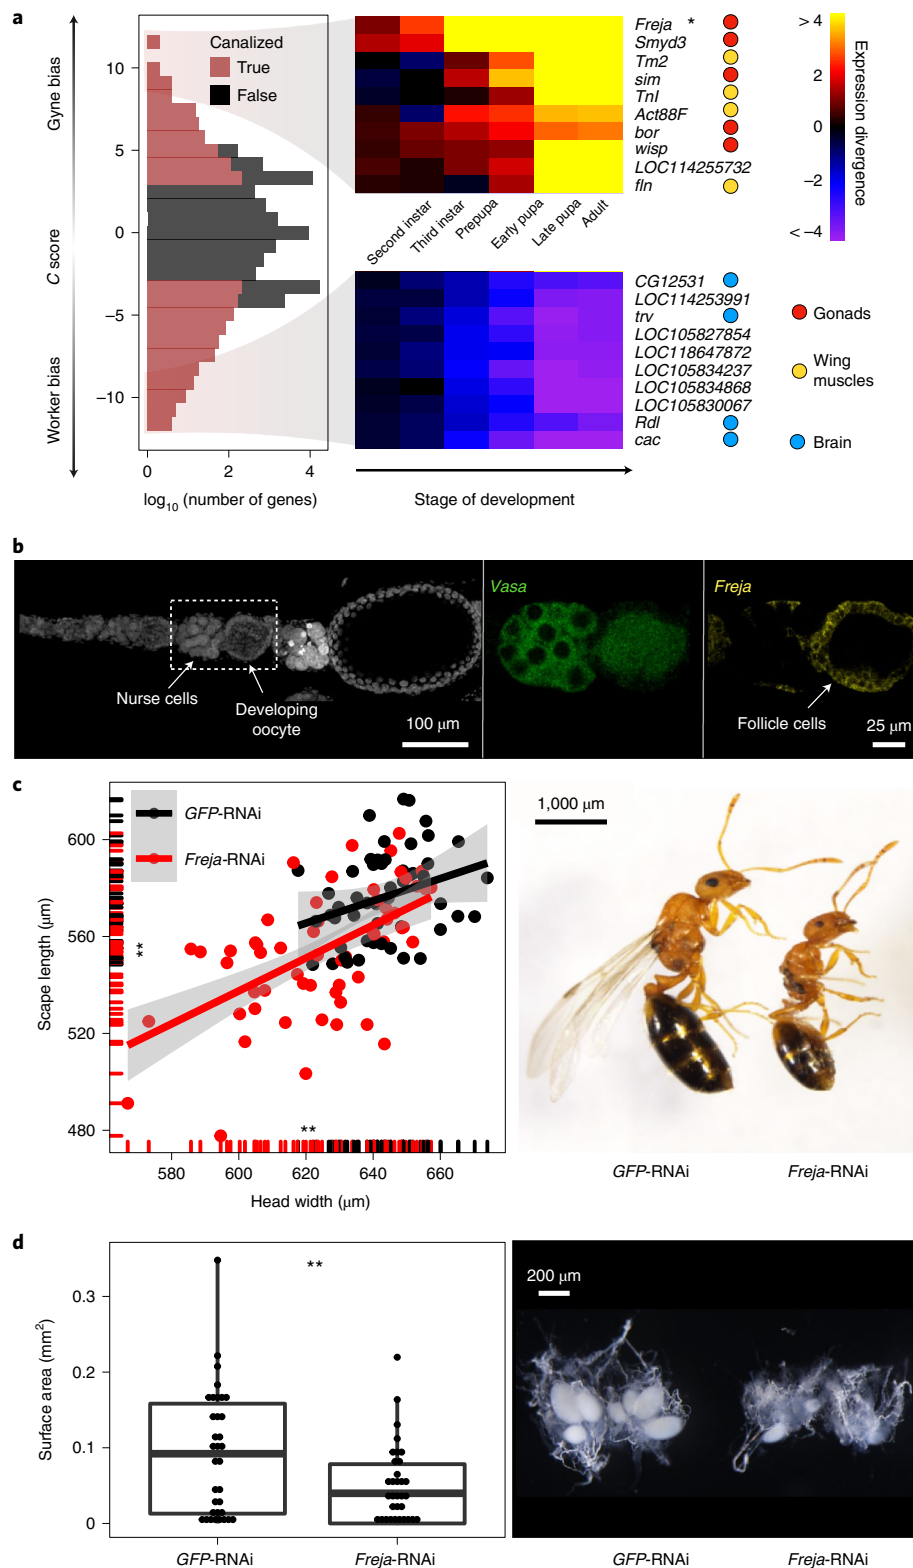 a
Canalized
True
False
Gyne bias
C score
Worker bias
10
5
0
−5
−10
0
2
4
log10 (number of genes)
Freja *
Smyd3
Tm2
sim
TnI
Act88F
bor
wisp
LOC114255732
fln
Second instar
Third instar
Prepupa
Early pupa
Late pupa
Adult
CG12531
LOC114253991
trv
LOC105827854
LOC118647872
LOC105834237
LOC105834868
LOC105830067
Rdl
cac
Stage of development
> 4
2
0
−2
< −4
Expression divergence
Gonads
Wing
muscles
Brain
b
Nurse cells
Developing
oocyte
100 µm
Vasa
Freja
Follicle cells
25 µm
c
GFP-RNAi
Freja-RNAi
600
560
520
480
Scape length (µm)
**
**
580
600
620
640
660
Head width (µm)
1,000 µm
GFP-RNAi
Freja-RNAi
d
**
0.3
0.2
0.1
0
Surface area (mm2)
GFP-RNAi
Freja-RNAi
200 µm
GFP-RNAi
Freja-RNAi